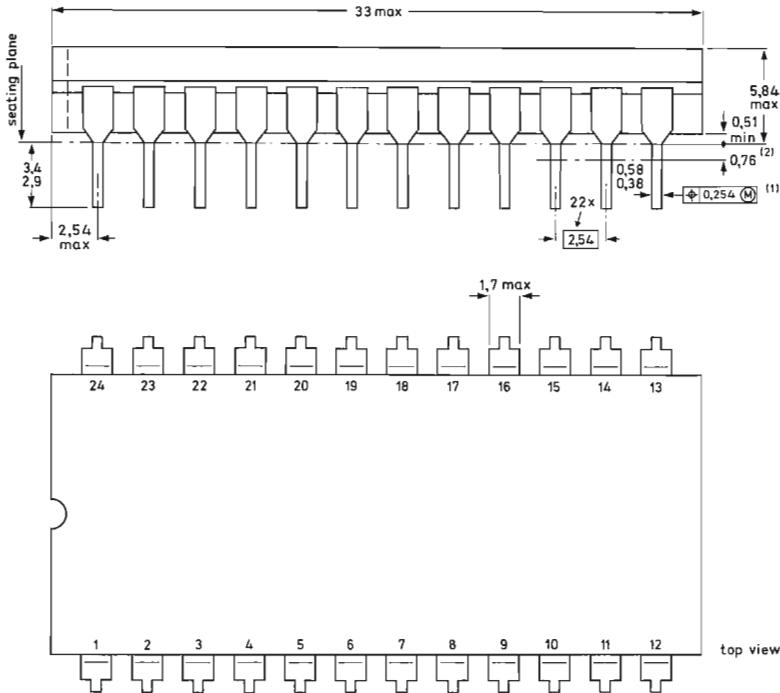 33 max
seating plane
5,84
max
0,51
min
0,76 (2)
3,4
2,9
0,58
0,38
⌖ 0,254 Ⓜ (1)
22x
2,54
2,54
max
1,7 max
24 23 22 21 20 19 18 17 16 15 14 13
1 2 3 4 5 6 7 8 9 10 11 12
top view